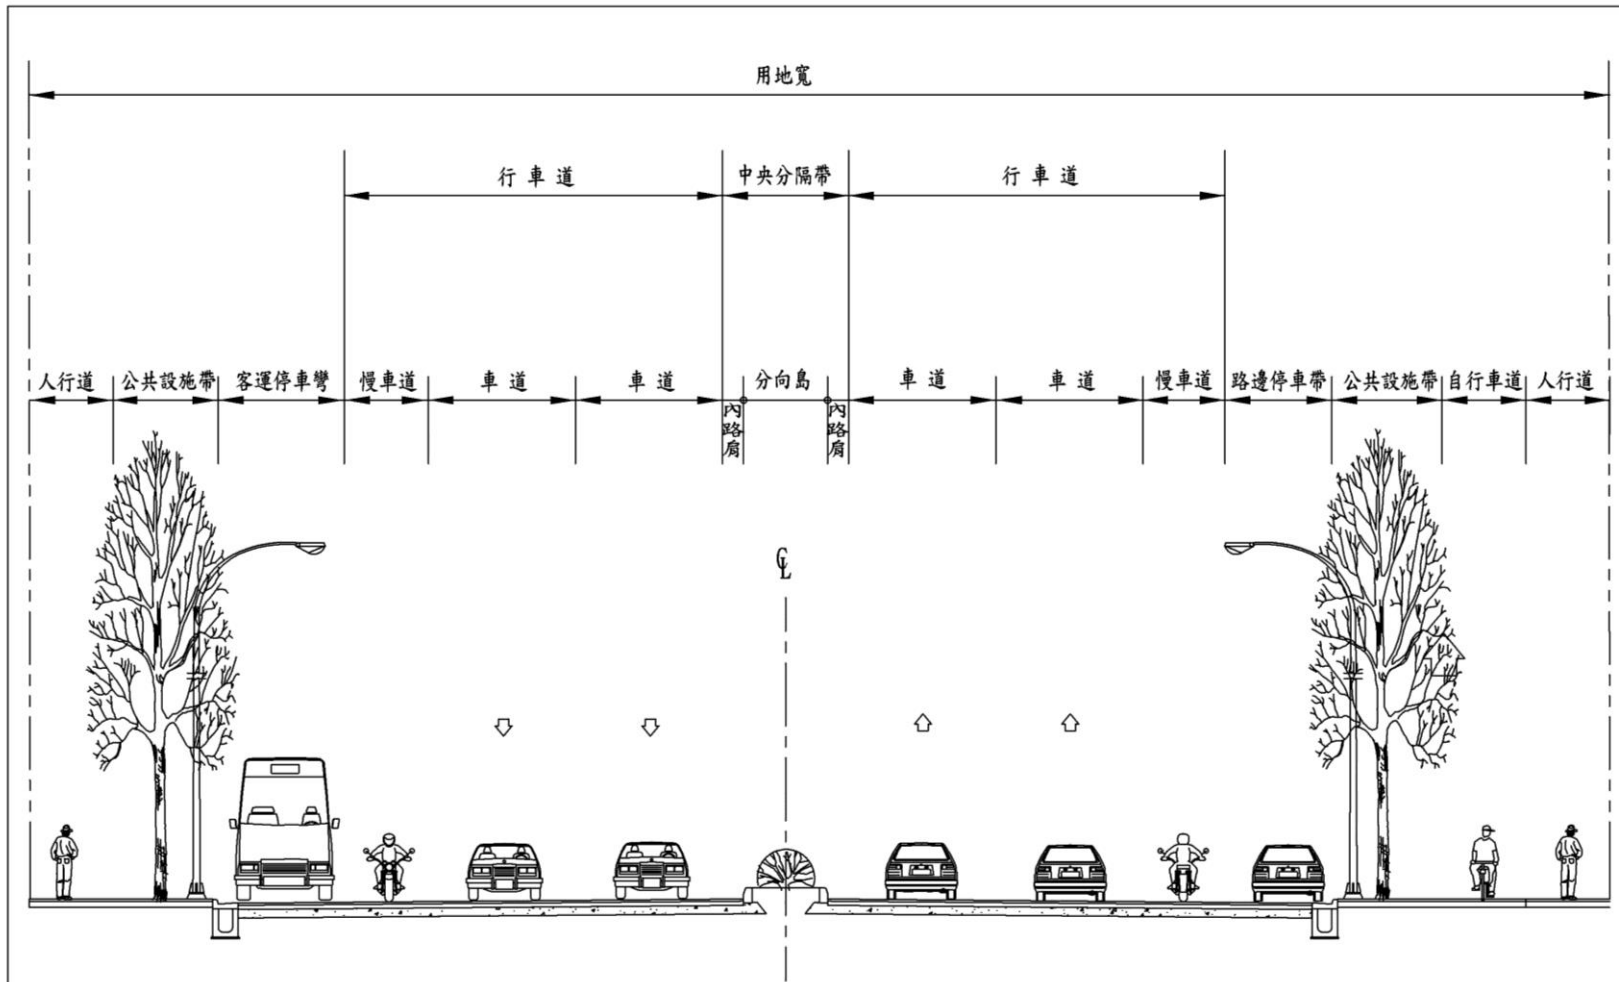 用地寬
行車道
中央分隔帶
行車道
人行道
公共設施帶
客運停車彎
慢車道
車道
車道
分向島
車道
車道
慢車道
路邊停車帶
公共設施帶
自行車道
人行道
內路肩
內路肩
℄